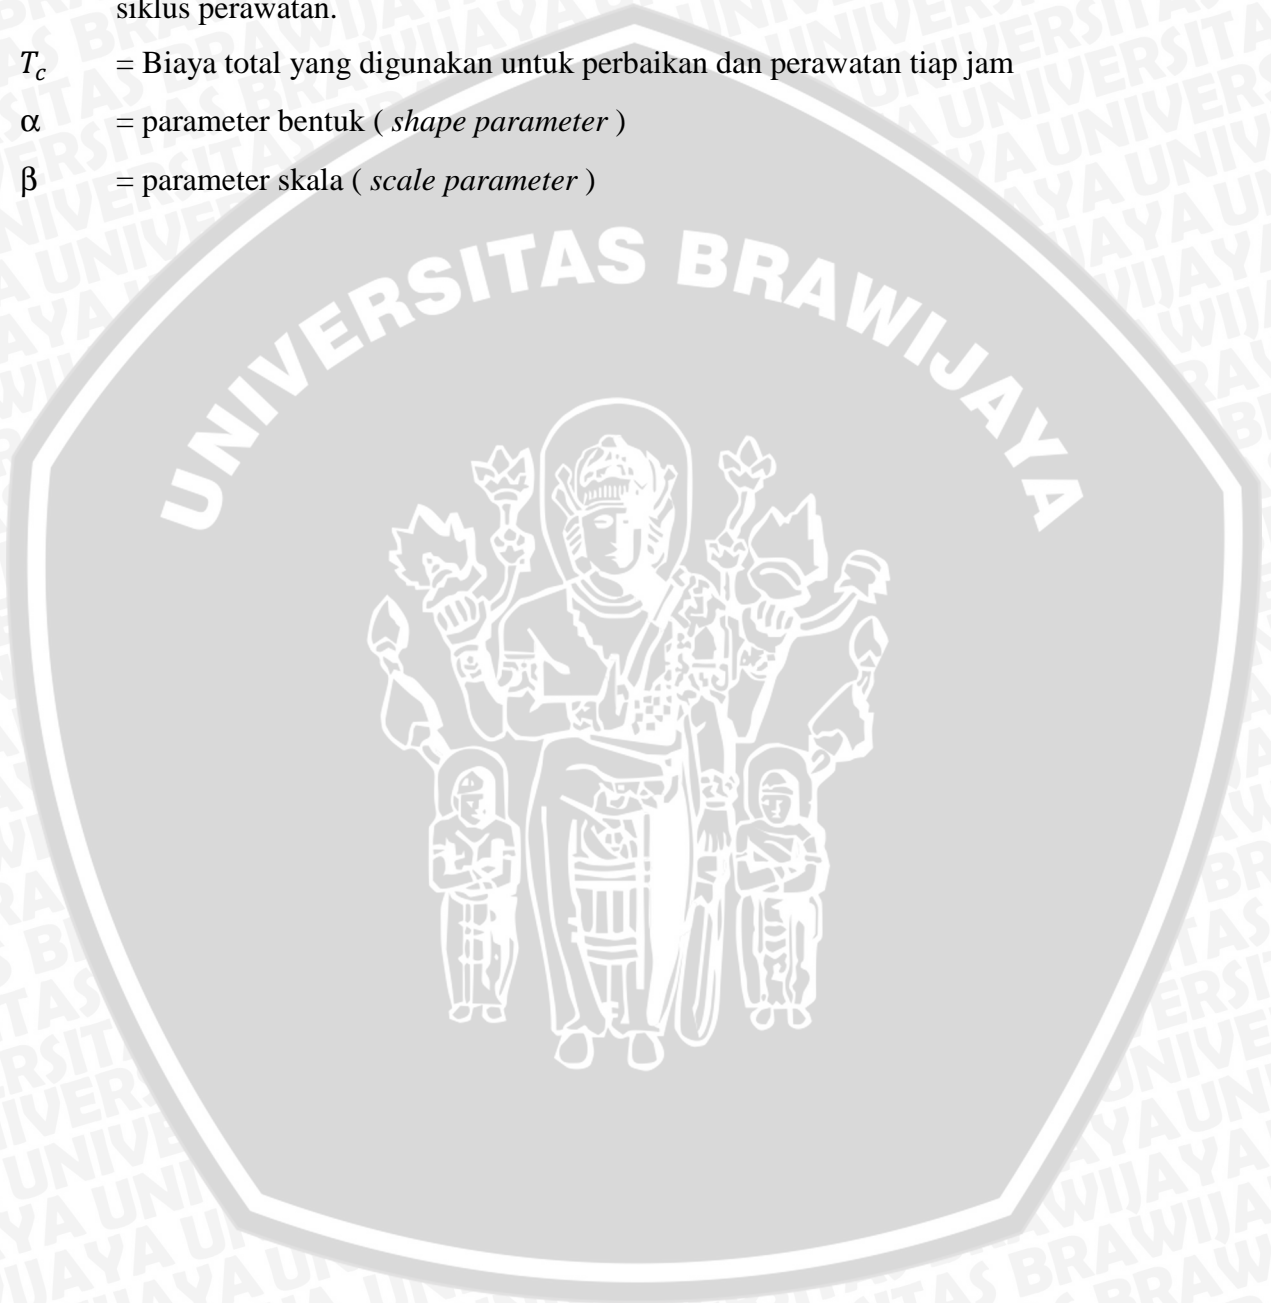 siklus perawatan.
T_c = Biaya total yang digunakan untuk perbaikan dan perawatan tiap jam
α = parameter bentuk ( shape parameter )
β = parameter skala ( scale parameter )
UNIVERSITAS BRAWIJAYA